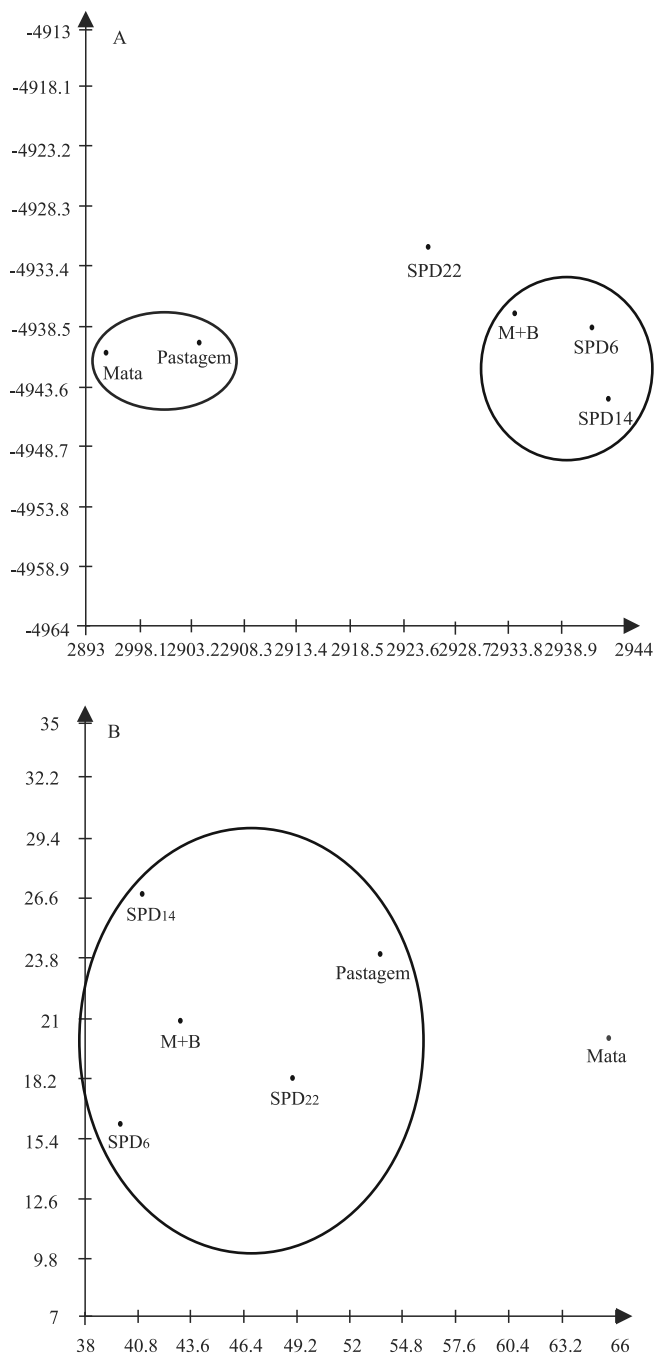 -4913
A
-4918.1
-4923.2
-4928.3
SPD22
-4933.4
M+B
-4938.5
SPD6
Pastagem
Mata
-4943.6
SPD14
-4948.7
-4953.8
-4958.9
-4964
2893 2998.1 2903.2 2908.3 2913.4 2918.5 2923.6 2928.7 2933.8 2938.9 2944
35
B
32.2
29.4
26.6
SPD14
23.8
Pastagem
21
M+B
Mata
18.2
SPD22
15.4
SPD6
12.6
9.8
7
38 40.8 43.6 46.4 49.2 52 54.8 57.6 60.4 63.2 66